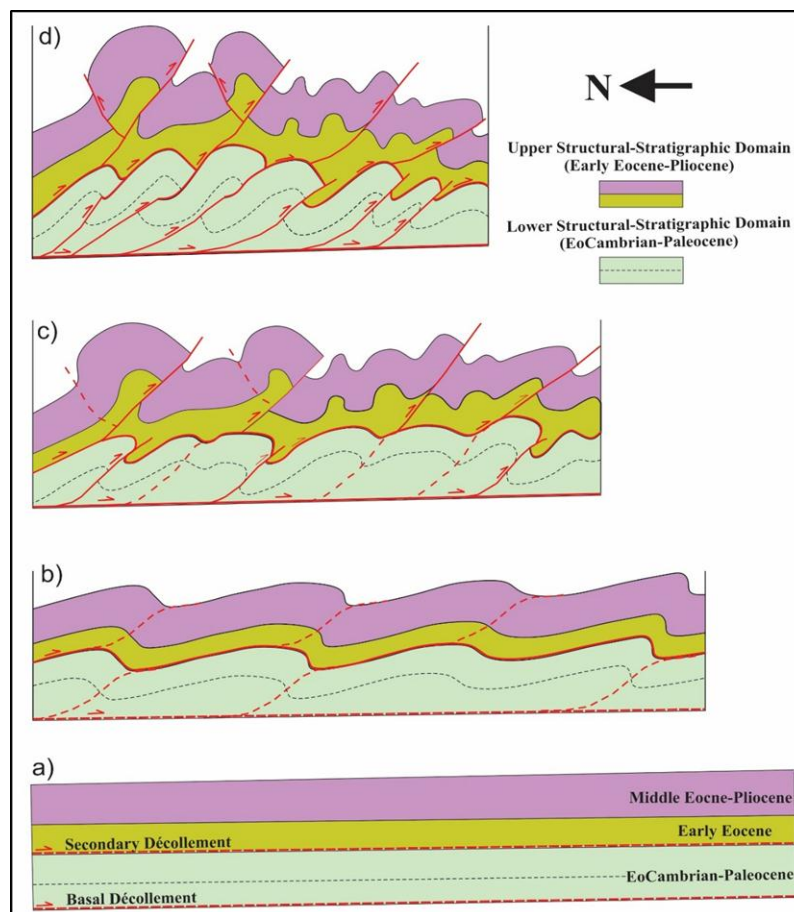 d)
N
Upper Structural-Stratigraphic Domain
(Early Eocene-Pliocene)
Lower Structural-Stratigraphic Domain
(EoCambrian-Paleocene)
c)
b)
a)
Middle Eocne-Pliocene
Early Eocene
Secondary Décollement
EoCambrian-Paleocene
Basal Décollement